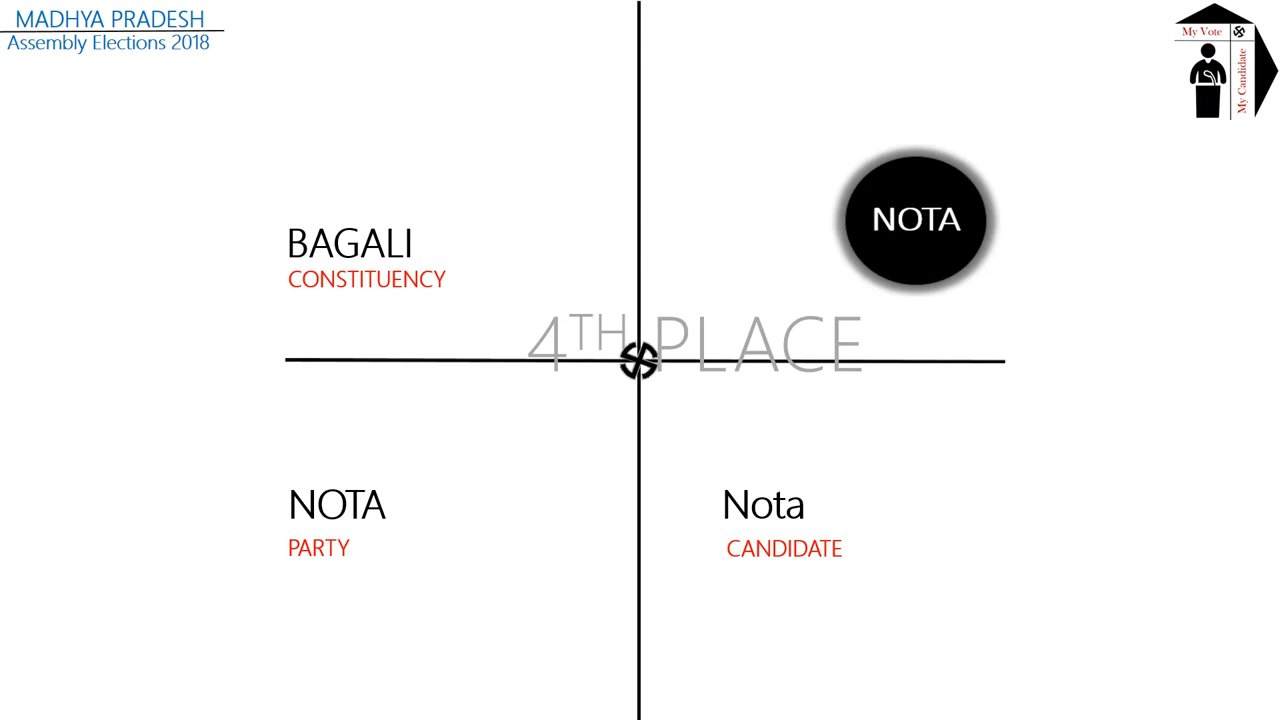 MADHYA PRADESH
Assembly Elections 2018
My Vote
My Candidate
NOTA
BAGALI
CONSTITUENCY
4TH PLACE
NOTA
PARTY
Nota
CANDIDATE